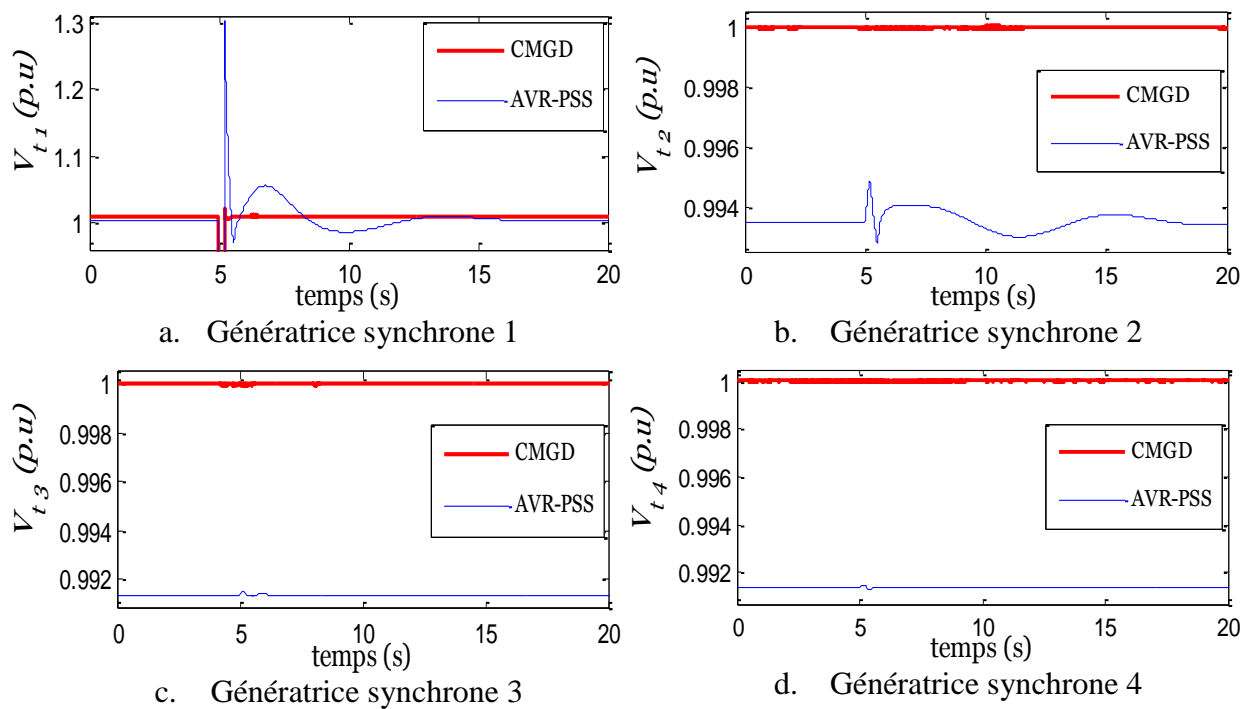 1.3
1.2
1.1
1
V t 1 (p.u)
CMGD
AVR-PSS
0 5 10 15 20
temps (s)
a. Génératrice synchrone 1
1
0.998
0.996
0.994
V t 2 (p.u)
CMGD
AVR-PSS
0 5 10 15 20
temps (s)
b. Génératrice synchrone 2
1
0.998
0.996
0.994
0.992
V t 3 (p.u)
CMGD
AVR-PSS
0 5 10 15 20
temps (s)
c. Génératrice synchrone 3
1
0.998
0.996
0.994
0.992
V t 4 (p.u)
CMGD
AVR-PSS
0 5 10 15 20
temps (s)
d. Génératrice synchrone 4